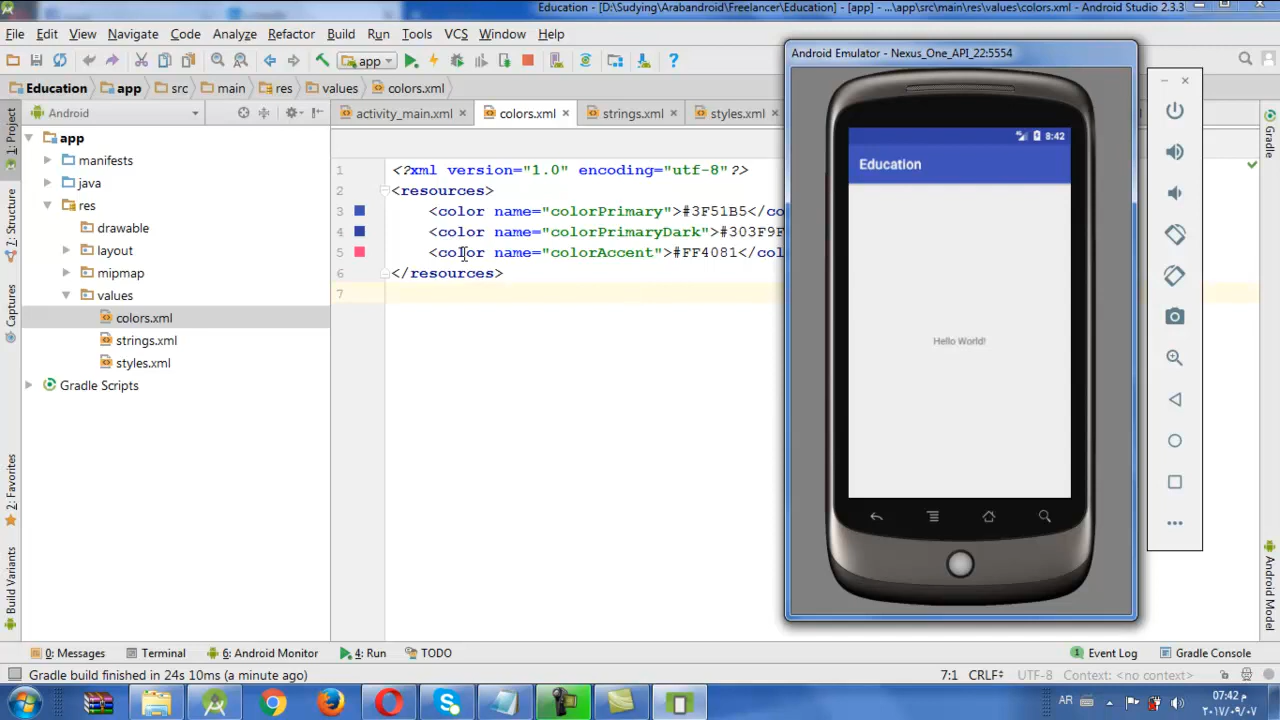 Education - [D:\Sudying\Arabandroid\Freelancer\Education] - [app] - ...\app\src\main\res\values\colors.xml - Android Studio 2.3.3
File Edit View Navigate Code Analyze Refactor Build Run Tools VCS Window Help
app
Education app src main res values colors.xml
Android
activity_main.xml colors.xml strings.xml styles.xml
1: Project
7: Structure
Captures
2: Favorites
Build Variants
app
manifests
java
res
drawable
layout
mipmap
values
colors.xml
strings.xml
styles.xml
Gradle Scripts
1 <?xml version="1.0" encoding="utf-8"?>
2 <resources>
3 <color name="colorPrimary">#3F51B5</co
4 <color name="colorPrimaryDark">#303F9F
5 <color name="colorAccent">#FF4081</col
6 </resources>
7
Android Emulator - Nexus_One_API_22:5554
8:42
Education
Hello World!
Gradle
Android Model
0: Messages Terminal 6: Android Monitor 4: Run TODO Event Log Gradle Console
Gradle build finished in 24s 10ms (a minute ago) 7:1 CRLF÷ UTF-8 Context: <no context>
AR
07:42 م
٢٠١٧/٠٩/٠٧